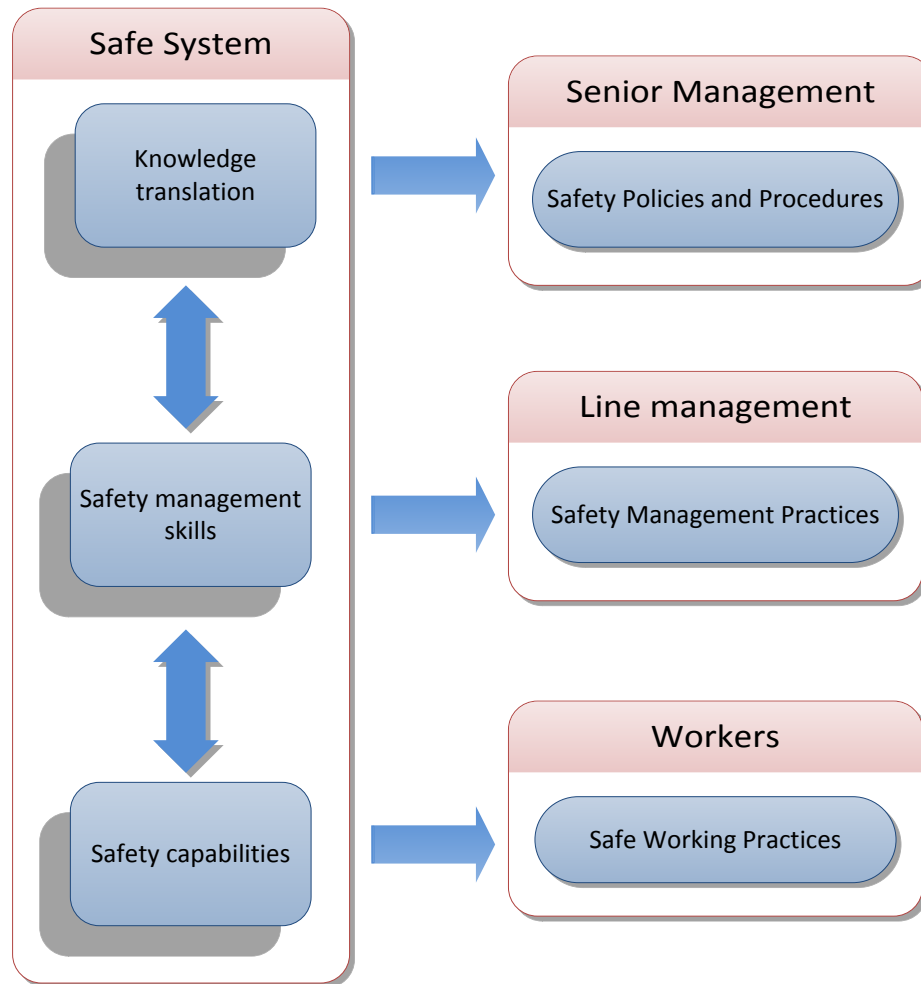 Safe System
Knowledge
translation
Safety management
skills
Safety capabilities
Senior Management
Safety Policies and Procedures
Line management
Safety Management Practices
Workers
Safe Working Practices